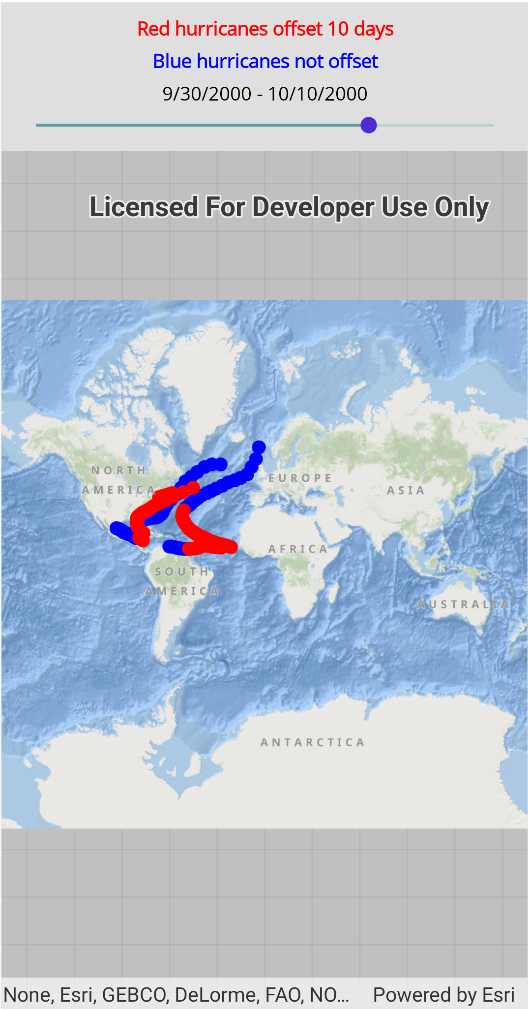 Red hurricanes offset 10 days
Blue hurricanes not offset
9/30/2000 - 10/10/2000
Licensed For Developer Use Only
NORTH
AMERICA
EUROPE
ASIA
AFRICA
SOUTH
AMERICA
AUSTRALIA
ANTARCTICA
None, Esri, GEBCO, DeLorme, FAO, NO... Powered by Esri